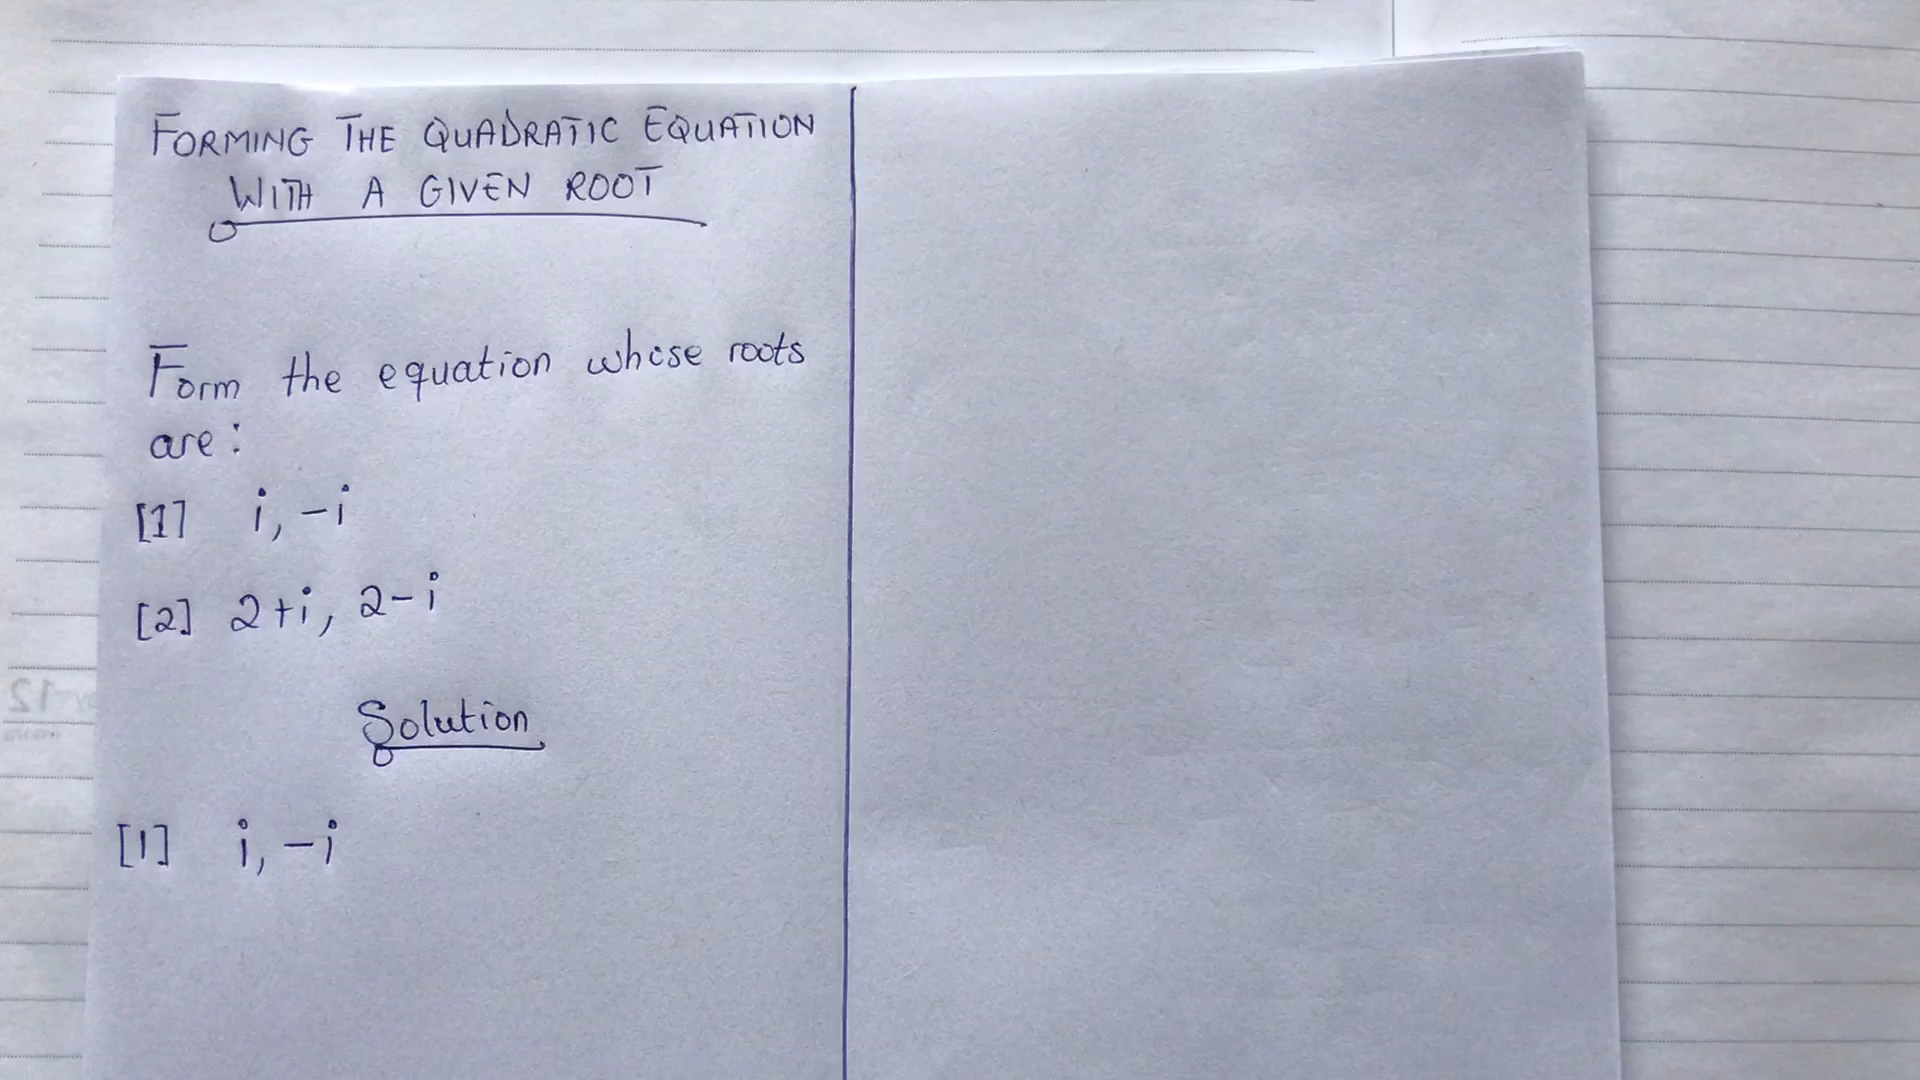 FORMING THE QUADRATIC EQUATION
WITH A GIVEN ROOT
Form the equation whose roots
are:
[1] i, -i
[2] 2+i, 2-i
Solution
[1] i, -i
12